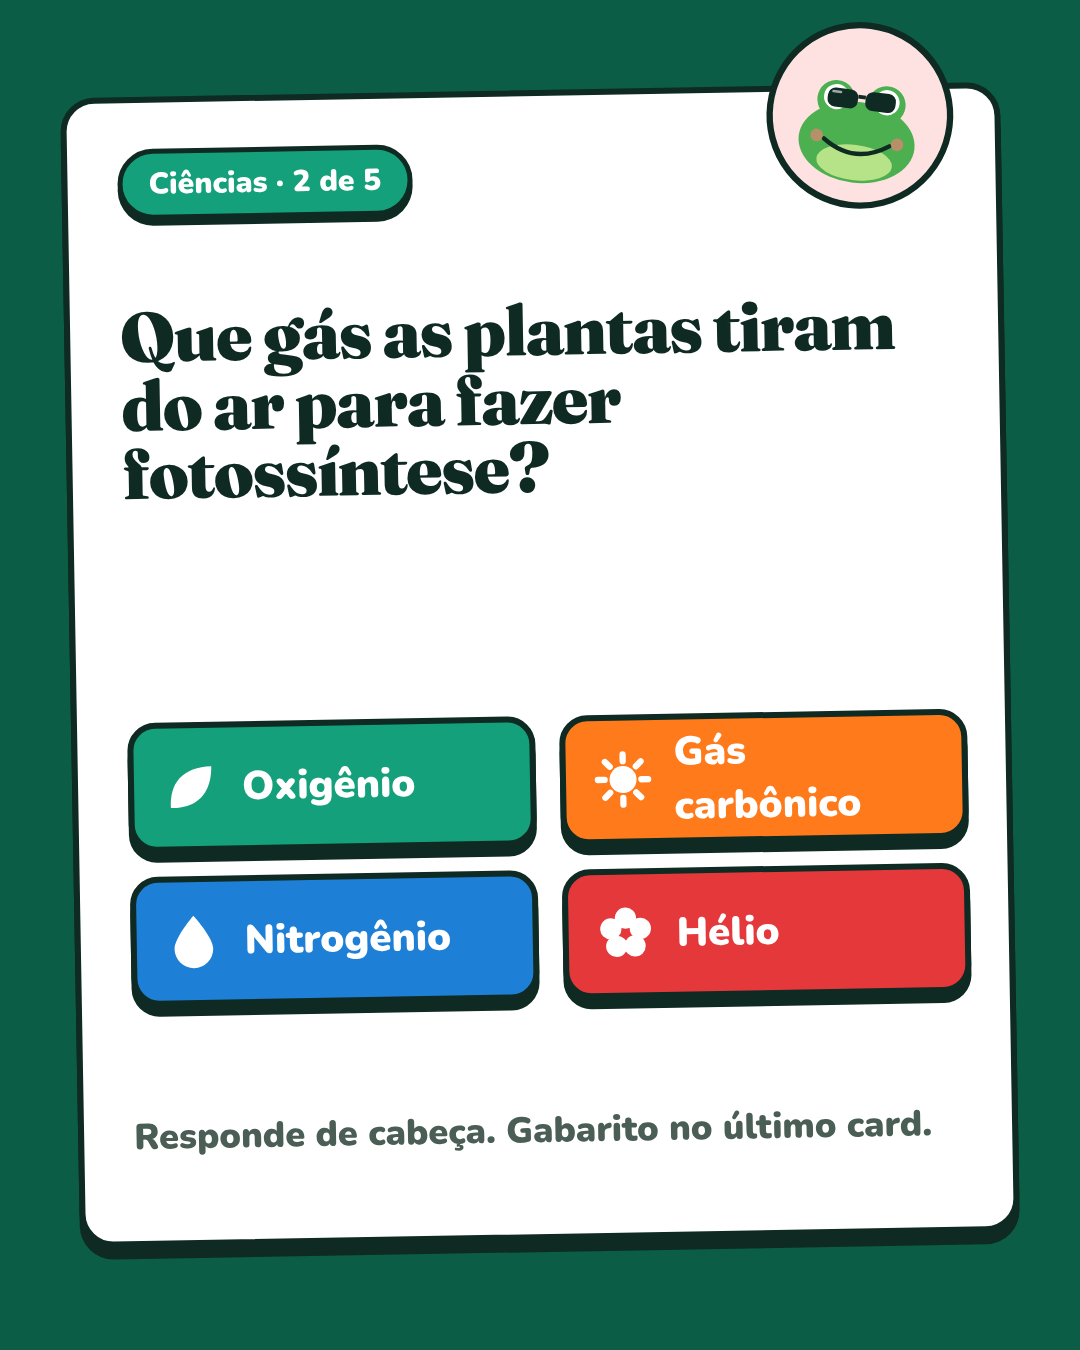 Ciências · 2 de 5
Que gás as plantas tiram
do ar para fazer
fotossíntese?
Oxigênio
Gás
carbônico
Nitrogênio
Hélio
Responde de cabeça. Gabarito no último card.